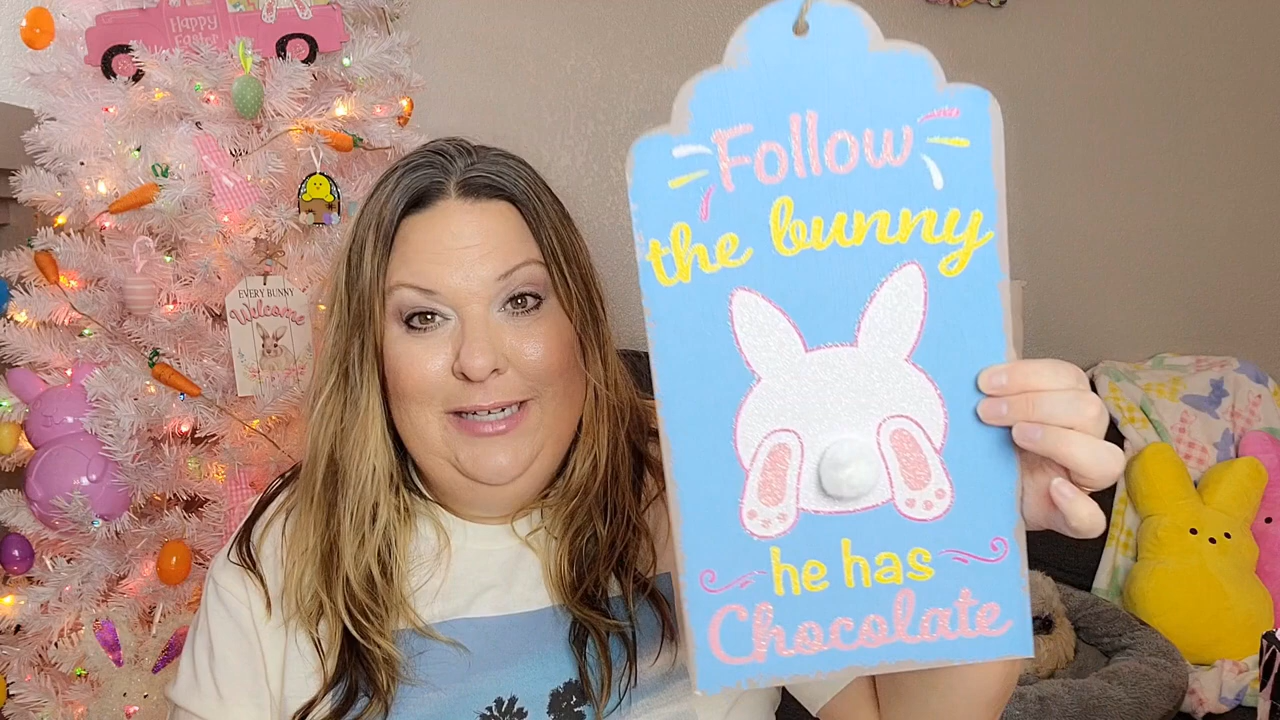 Happy
Easter
Follow
the bunny
he has
Chocolate
EVERY BUNNY
Welcome